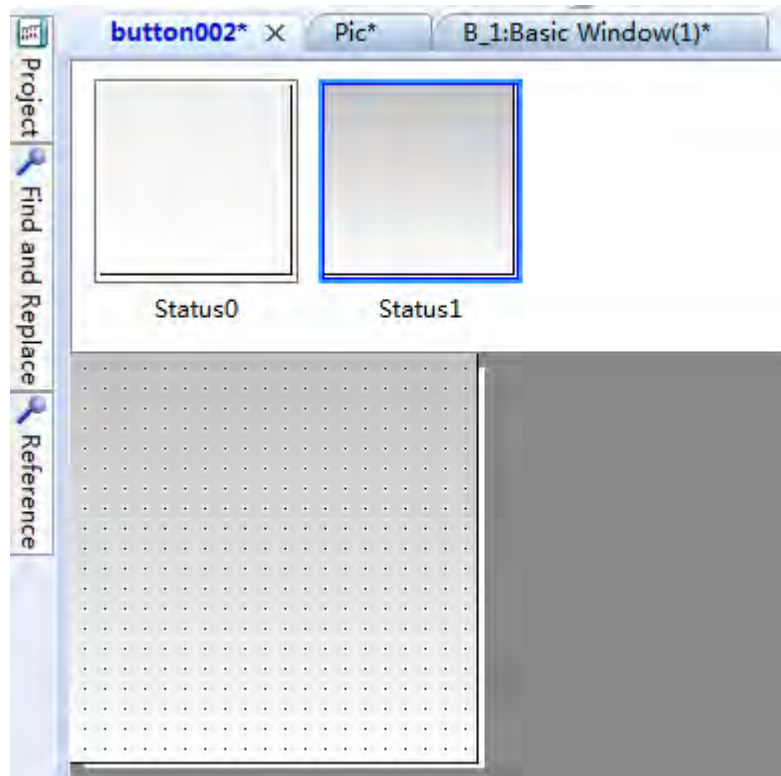 button002*
Pic*
B_1:Basic Window(1)*
Project
Find and Replace
Reference
Status0
Status1